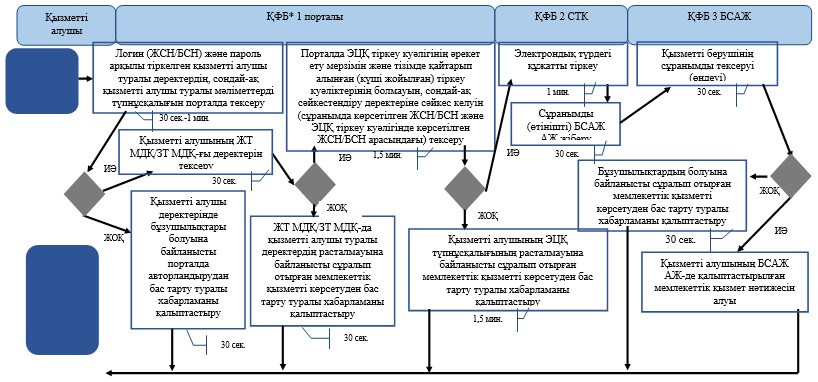 Қызметті
алушы
ҚФБ* 1 порталы
ҚФБ 2 СТК
ҚФБ 3 БСАЖ
Логин (ЖСН/БСН) және пароль
арқылы тіркелген қызметті алушы
туралы деректердің, сондай-ақ
қызметті алушы туралы мәліметтерді
түпнұсқалығын порталда тексеру
30 сек.-1 мин.
Порталда ЭЦҚ тіркеу куәлігінің әрекет
ету мерзімін және тізімде қайтарып
алынған (күші жойылған) тіркеу
куәліктерінің болмауын, сондай-ақ
сәйкестендіру деректеріне сәйкес келуін
(сұранымда көрсетілген ЖСН/БСН және
ЭЦҚ тіркеу куәлігінде көрсетілген
ЖСН/БСН арасындағы) тексеру
1,5 мин.
Электрондық түрдегі
құжатты тіркеу
1 мин.
Қызметті берушінің
сұранымды тексеруі
(өңдеуі)
30 сек.
Сұранымды
(өтінішті) БСАЖ
АЖ жіберу
30 сек.
Қызметті алушының ЖТ
МДҚ/ЗТ МДҚ-ғы деректерін
тексеру
30 сек.
ИӘ
ИӘ
ИӘ
Бұзушылықтардың болуына
байланысты сұралып отырған
мемлекеттік қызметті
көрсетуден бас тарту туралы
хабарламаны қалыптастыру
30 сек.
ЖОҚ
ИӘ
ЖОҚ
ЖОҚ
ЖОҚ
Қызметті алушы
деректерінде
бұзушылықтары
болуына
байланысты
порталда
авторландырудан
бас тарту туралы
хабарламаны
қалыптастыру
30 сек.
ЖТ МДҚ/ЗТ МДҚ-да
қызметті алушы туралы
деректердің расталмауына
байланысты сұралып
отырған мемлекеттік
қызметті көрсетуден бас
тарту туралы хабарламаны
қалыптастыру
30 сек.
Қызметті алушының ЭЦҚ
түпнұсқалығының расталмауына
байланысты сұралып отырған
мемлекеттік қызметті көрсетуден бас
тарту туралы хабарламаны
қалыптастыру
1,5 мин.
Қызметті алушының БСАЖ
АЖ-де қалыптастырылған
мемлекеттік қызмет нәтижесін
алуы